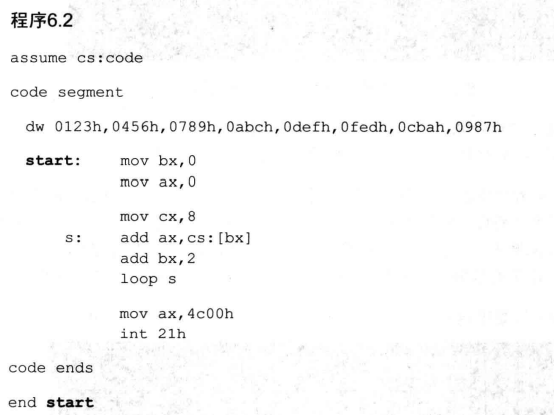 程序6.2
assume cs:code
code segment
dw 0123h,0456h,0789h,0abch,0defh,0fedh,0cbah,0987h
start: mov bx,0
mov ax,0
mov cx,8
s: add ax,cs:[bx]
add bx,2
loop s
mov ax,4c00h
int 21h
code ends
end start